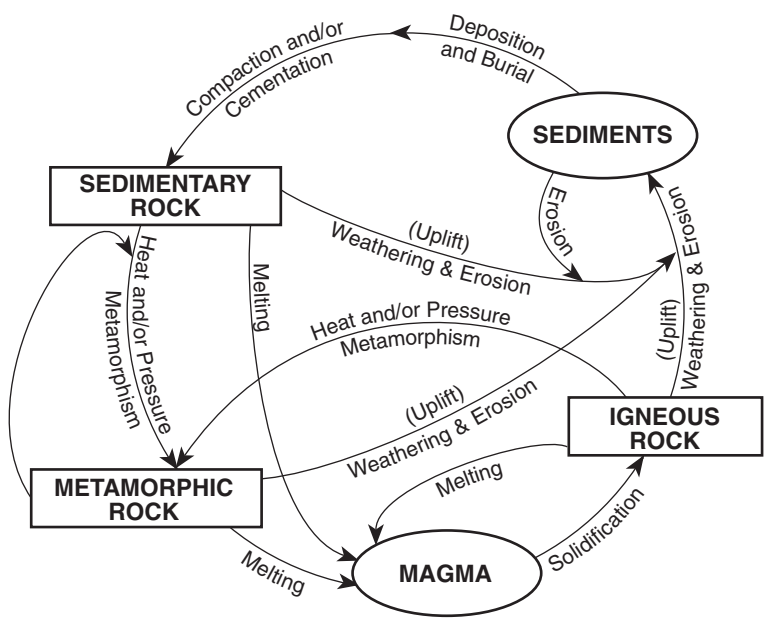 Deposition
and Burial
Compaction and/or
Cementation
SEDIMENTS
SEDIMENTARY
ROCK
Erosion
(Uplift)
Weathering & Erosion
(Uplift)
Weathering & Erosion
Heat and/or Pressure
Metamorphism
Melting
Heat and/or Pressure
Metamorphism
(Uplift)
Weathering & Erosion
IGNEOUS
ROCK
METAMORPHIC
ROCK
Melting
Melting
MAGMA
Solidification